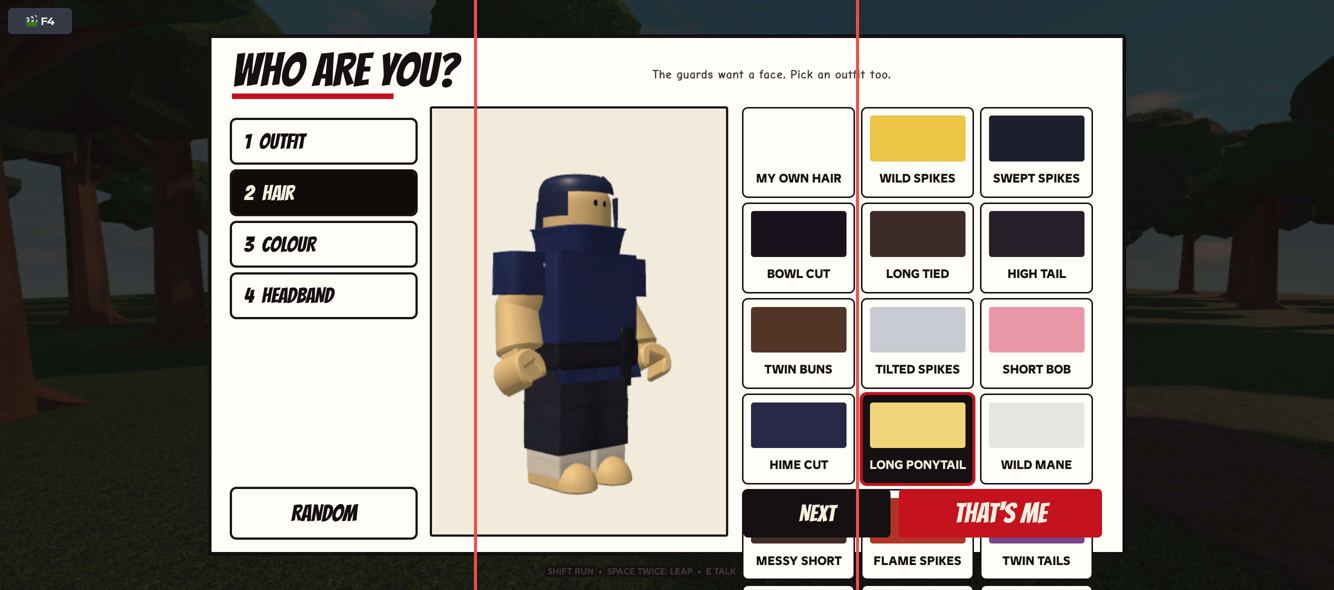 F4
WHO ARE YOU?
The guards want a face. Pick an outfit too.
1 OUTFIT
2 HAIR
3 COLOUR
4 HEADBAND
RANDOM
MY OWN HAIR
WILD SPIKES
SWEPT SPIKES
BOWL CUT
LONG TIED
HIGH TAIL
TWIN BUNS
TILTED SPIKES
SHORT BOB
HIME CUT
LONG PONYTAIL
WILD MANE
NEXT
THAT'S ME
MESSY SHORT
FLAME SPIKES
TWIN TAILS
SHIFT RUN • SPACE TWICE: LEAP • E TALK